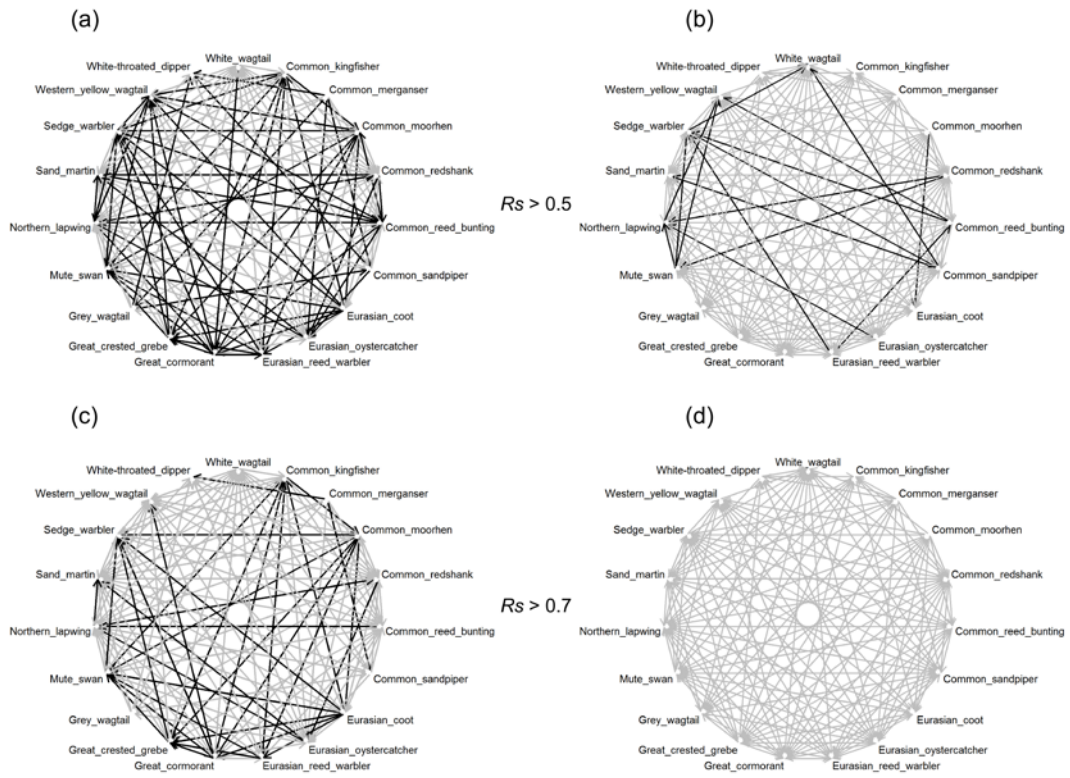 (a)
White_wagtail
White-throated_dipper
Common_kingfisher
Western_yellow_wagtail
Common_merganser
Sedge_warbler
Common_moorhen
Sand_martin
Common_redshank
Northern_lapwing
Common_reed_bunting
Mute_swan
Common_sandpiper
Grey_wagtail
Eurasian_coot
Great_crested_grebe
Eurasian_oystercatcher
Great_cormorant
Eurasian_reed_warbler
Rs > 0.5
(b)
White_wagtail
White-throated_dipper
Common_kingfisher
Western_yellow_wagtail
Common_merganser
Sedge_warbler
Common_moorhen
Sand_martin
Common_redshank
Northern_lapwing
Common_reed_bunting
Mute_swan
Common_sandpiper
Grey_wagtail
Eurasian_coot
Great_crested_grebe
Eurasian_oystercatcher
Great_cormorant
Eurasian_reed_warbler
(c)
White_wagtail
White-throated_dipper
Common_kingfisher
Western_yellow_wagtail
Common_merganser
Sedge_warbler
Common_moorhen
Sand_martin
Common_redshank
Northern_lapwing
Common_reed_bunting
Mute_swan
Common_sandpiper
Grey_wagtail
Eurasian_coot
Great_crested_grebe
Eurasian_oystercatcher
Great_cormorant
Eurasian_reed_warbler
Rs > 0.7
(d)
White_wagtail
White-throated_dipper
Common_kingfisher
Western_yellow_wagtail
Common_merganser
Sedge_warbler
Common_moorhen
Sand_martin
Common_redshank
Northern_lapwing
Common_reed_bunting
Mute_swan
Common_sandpiper
Grey_wagtail
Eurasian_coot
Great_crested_grebe
Eurasian_oystercatcher
Great_cormorant
Eurasian_reed_warbler